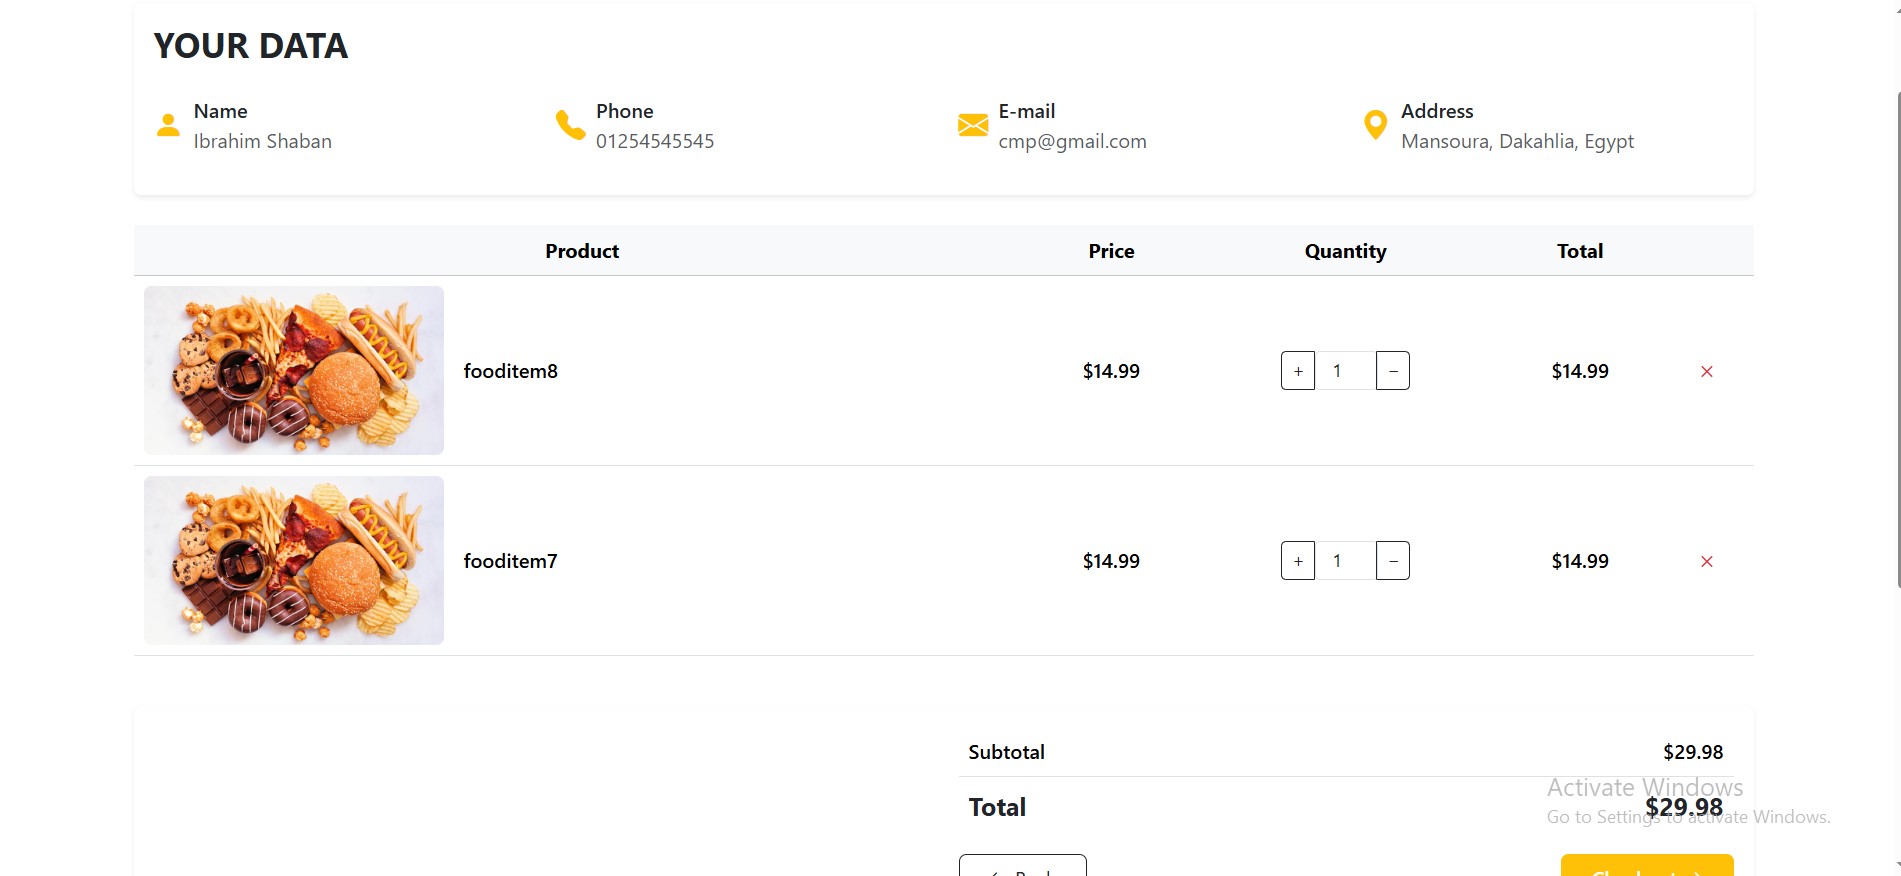 YOUR DATA
Name
Ibrahim Shaban
Phone
01254545545
E-mail
cmp@gmail.com
Address
Mansoura, Dakahlia, Egypt
Product Price Quantity Total
fooditem8 $14.99 + 1 − $14.99 ×
fooditem7 $14.99 + 1 − $14.99 ×
Subtotal $29.98
Total $29.98
Activate Windows
Go to Settings to activate Windows.